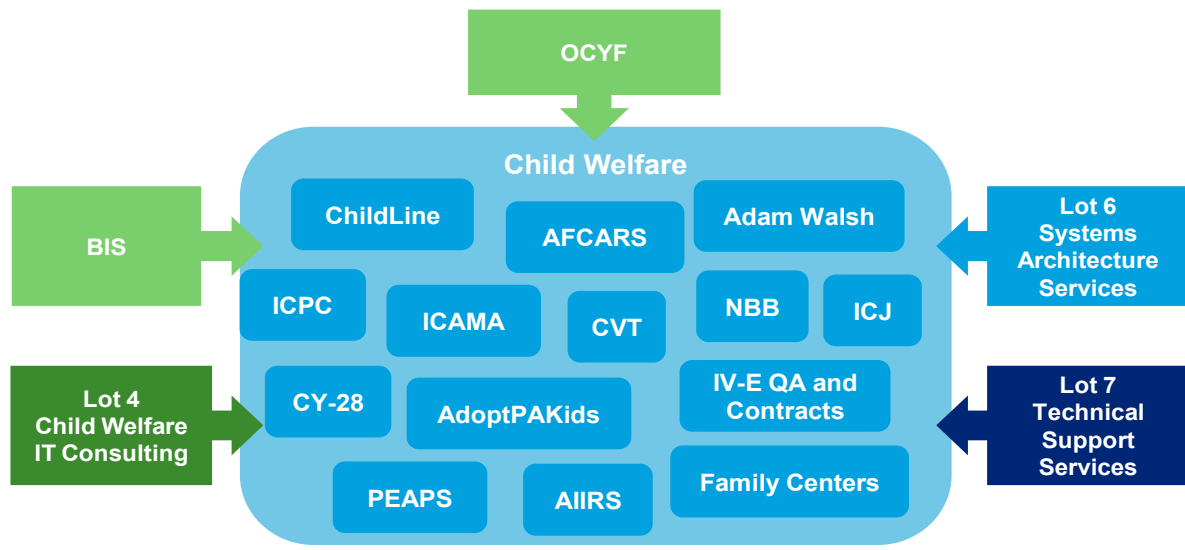 OCYF
Child Welfare
ChildLine
AFCARS
Adam Walsh
BIS
Lot 6
Systems
Architecture
Services
ICPC
ICAMA
CVT
NBB
ICJ
Lot 4
Child Welfare
IT Consulting
CY-28
AdoptPAKids
IV-E QA and
Contracts
Lot 7
Technical
Support
Services
PEAPS
AIIRS
Family Centers